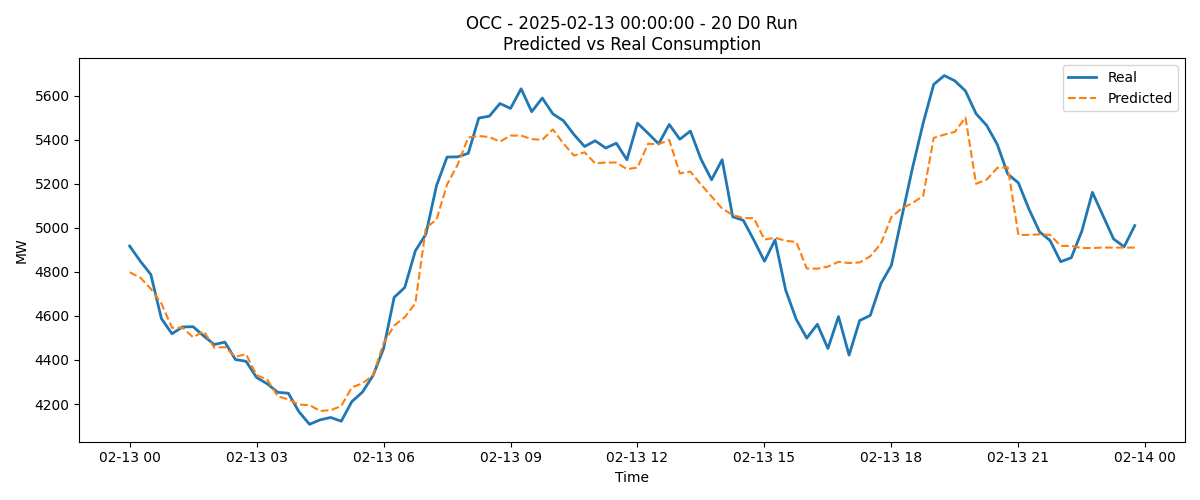 OCC - 2025-02-13 00:00:00 - 20 D0 Run
Predicted vs Real Consumption
Real
Predicted
5600
5400
5200
5000
4800
4600
4400
4200
MW
02-13 00
02-13 03
02-13 06
02-13 09
02-13 12
02-13 15
02-13 18
02-13 21
02-14 00
Time